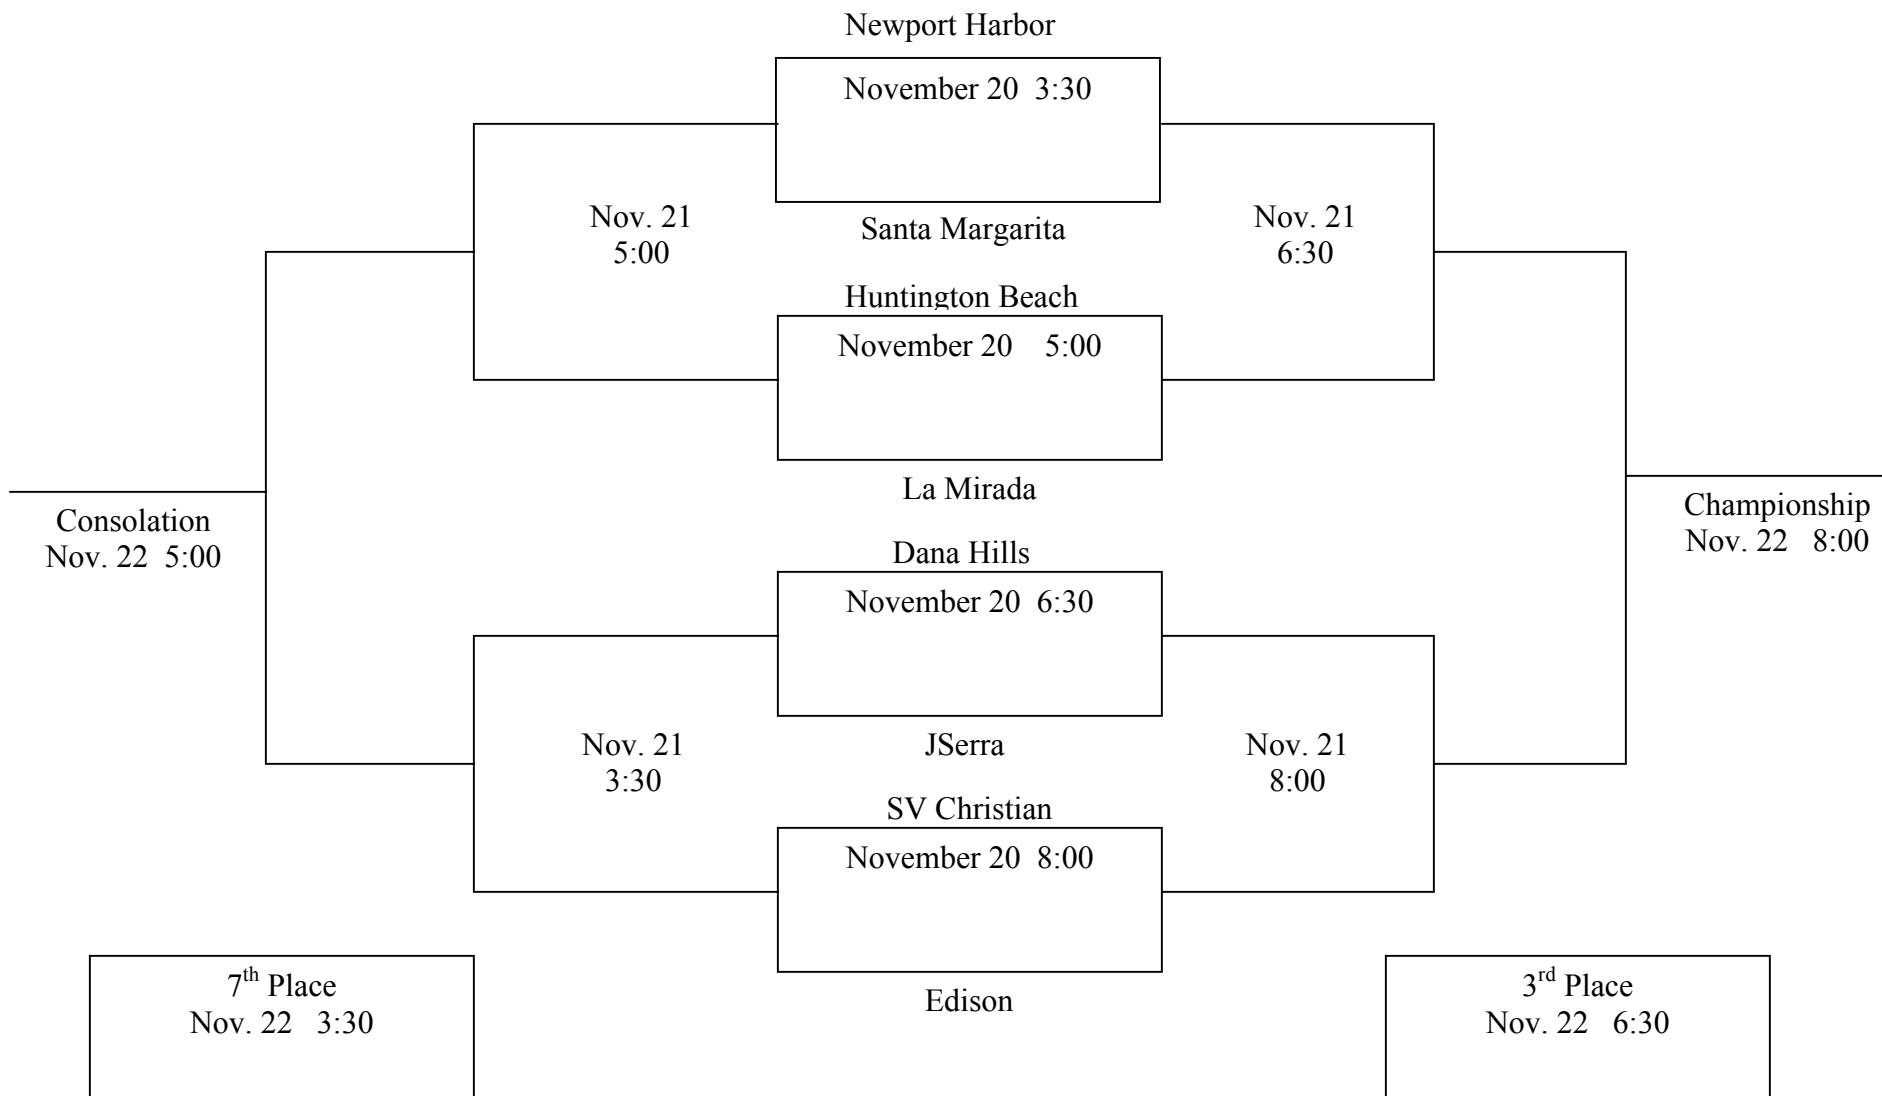 Newport Harbor
November 20 3:30
Santa Margarita
Nov. 21
5:00
Nov. 21
6:30
Huntington Beach
November 20 5:00
La Mirada
Consolation
Nov. 22 5:00
Championship
Nov. 22 8:00
Dana Hills
November 20 6:30
JSerra
Nov. 21
3:30
Nov. 21
8:00
SV Christian
November 20 8:00
Edison
7th Place
Nov. 22 3:30
3rd Place
Nov. 22 6:30